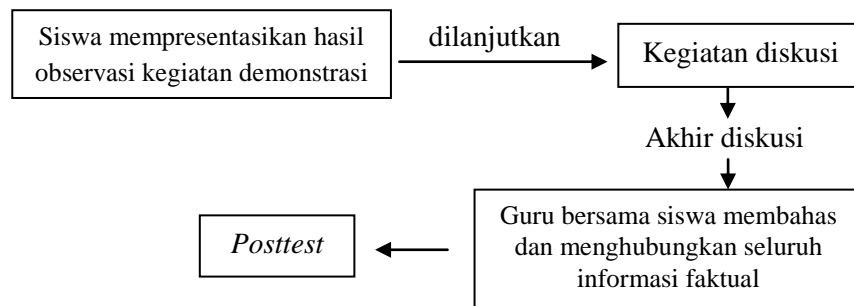 Siswa mempresentasikan hasil
observasi kegiatan demonstrasi
dilanjutkan
Kegiatan diskusi
Akhir diskusi
Guru bersama siswa membahas
dan menghubungkan seluruh
informasi faktual
Posttest